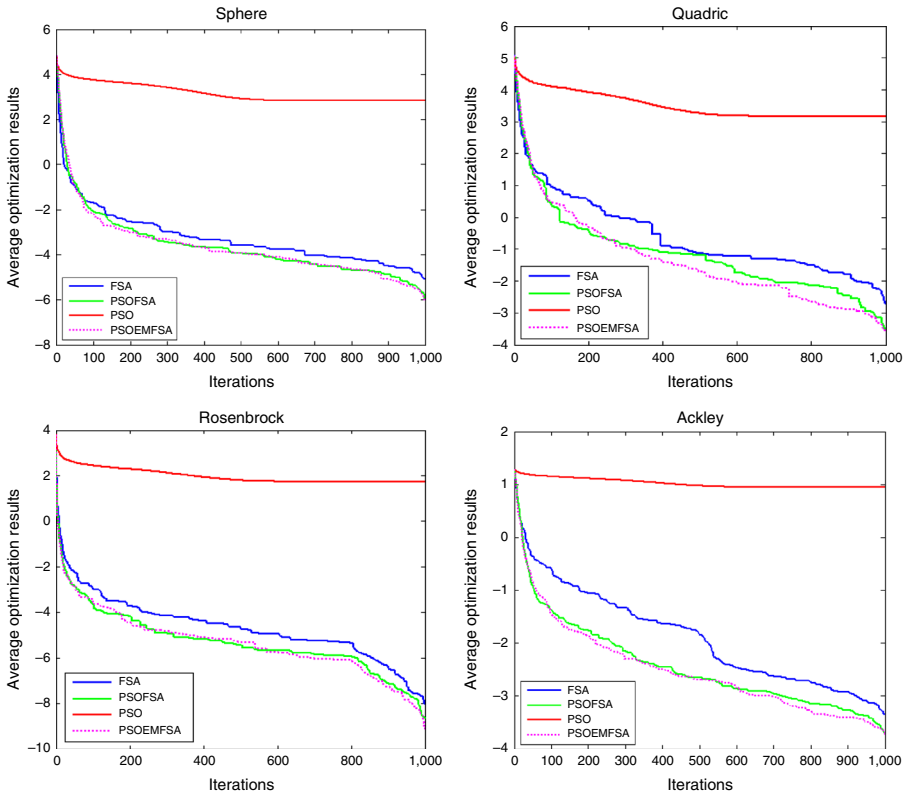 Sphere
Average optimization results
6
4
2
0
−2
−4
−6
−8
FSA
PSOFSA
PSO
PSOEMFSA
0 100 200 300 400 500 600 700 800 900 1,000
Iterations
Quadric
Average optimization results
6
5
4
3
2
1
0
−1
−2
−3
−4
FSA
PSOFSA
PSO
PSOEMFSA
0 200 400 600 800 1,000
Iterations
Rosenbrock
Average optimization results
4
2
0
−2
−4
−6
−8
−10
FSA
PSOFSA
PSO
PSOEMFSA
0 200 400 600 800 1,000
Iterations
Ackley
Average optimization results
2
1
0
−1
−2
−3
−4
FSA
PSOFSA
PSO
PSOEMFSA
0 100 200 300 400 500 600 700 800 900 1,000
Iterations